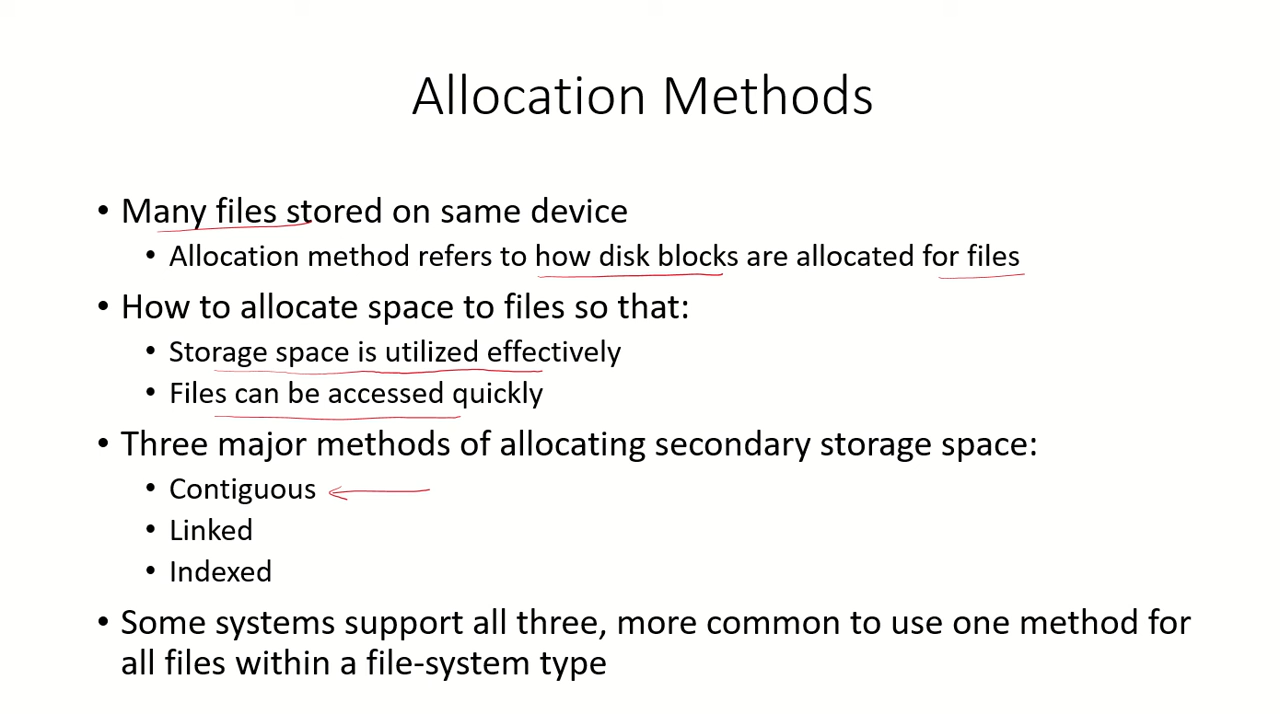 Allocation Methods
• Many files stored on same device
• Allocation method refers to how disk blocks are allocated for files
• How to allocate space to files so that:
• Storage space is utilized effectively
• Files can be accessed quickly
• Three major methods of allocating secondary storage space:
• Contiguous
• Linked
• Indexed
• Some systems support all three, more common to use one method for
all files within a file-system type